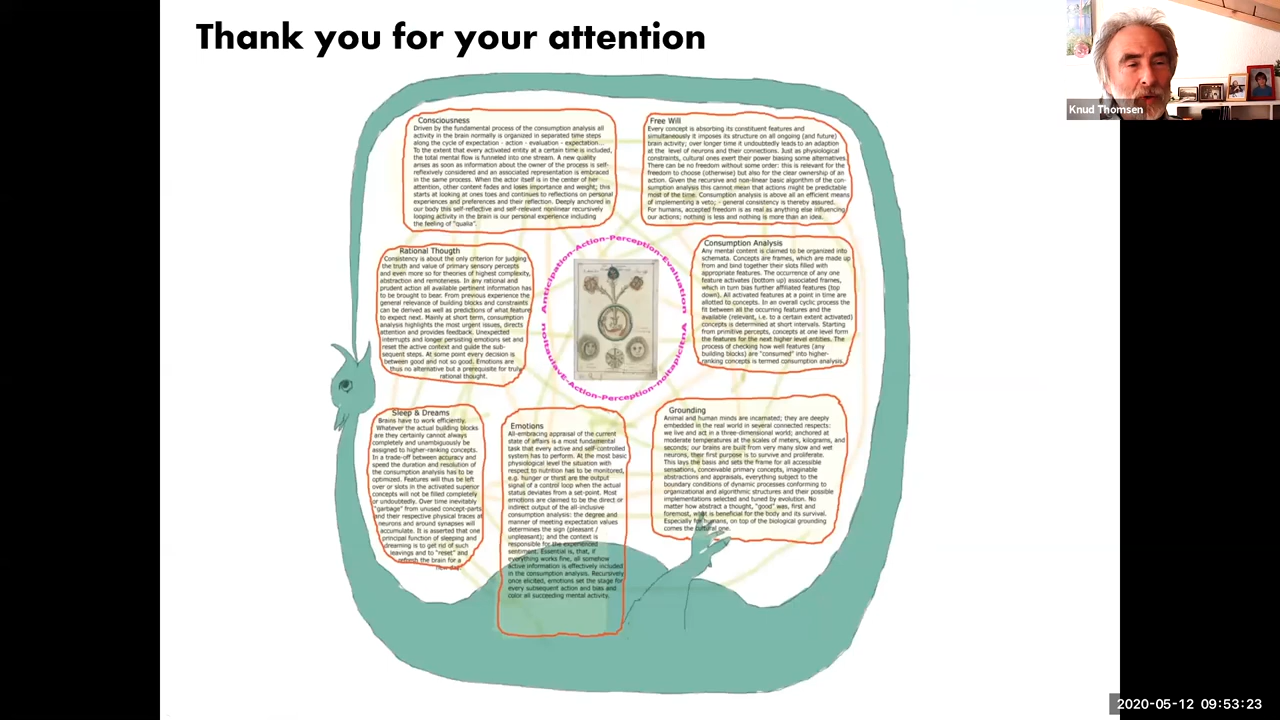 Thank you for your attention
Knud Thomsen
Consciousness
Driven by the fundamental process of the consumption analysis all
activity in the brain normally is organized in separated time steps
along the cycle of expectation - action - evaluation - expectation...
To the extent that every activated entity at a certain time is included,
the total mental flow is funneled into one stream. A new quality
arises as soon as information about the owner of the process is self-
reflexively considered and an associated representation is embraced
in the same process. When the actor itself is in the center of her
attention, other content fades and loses importance and weight; this
starts at looking at ones toes and continues to reflections on personal
experiences and preferences and their reflection. Deeply anchored in
our body this self-reflective and self-relevant nonlinear recursively
looping activity in the brain is our personal experience including
the feeling of "qualia".
Free Will
Every concept is absorbing its constituent features and
simultaneously it imposes its structure on all ongoing (and future)
brain activity; over longer time it undoubtedly leads to an adaption
at the level of neurons and their connections. Just as physiological
constraints, cultural ones exert their power biasing some alternatives.
There can be no freedom without some order: this is relevant for the
freedom to choose (otherwise) but also for the clear ownership of an
action. Given the recursive and non-linear basic algorithm of the con-
sumption analysis this cannot mean that actions might be predictable
most of the time. Consumption analysis is above all an efficient means
of implementing a veto; - general consistency is thereby assured.
For humans, accepted freedom is as real as anything else influencing
our actions; nothing is less and nothing is more than an idea.
Rational Thougth
Consistency is about the only criterion for judging
the truth and value of primary sensory percepts
and even more so for theories of highest complexity,
abstraction and remoteness. In any rational and
prudent action all available pertinent information has
to be brought to bear. From previous experience the
general relevance of building blocks and constraints
can be derived as well as predictions of what feature
to expect next. Mainly at short term, consumption
analysis highlights the most urgent issues, directs
attention and provides feedback. Unexpected
interrupts and longer persisting emotions set and
reset the active context and guide the sub-
sequent steps. At some point every decision is
between good and not so good. Emotions are
thus no alternative but a prerequisite for truly
rational thought.
Anticipation-Action-Perception-Evaluation
Anticipation-Action-Perception-Evaluation
Consumption Analysis
Any mental content is claimed to be organized into
schemata. Concepts are frames, which are made up
from and bind together their slots filled with
appropriate features. The occurrence of any one
feature activates (bottom up) associated frames,
which in turn bias further affiliated features (top
down). All activated features at a point in time are
allotted to concepts. In an overall cyclic process the
fit between all the occurring features and the
available (relevant, i.e. to a certain extent activated)
concepts is determined at short intervals. Starting
from primitive percepts, concepts at one level form
the features for the next higher level entities. The
process of checking how well features (any
building blocks) are "consumed" into higher-
ranking concepts is termed consumption analysis.
Sleep & Dreams
Brains have to work efficiently.
Whatever the actual building blocks
are they certainly cannot always
completely and unambiguously be
assigned to higher-ranking concepts.
In a trade-off between accuracy and
speed the duration and resolution of
the consumption analysis has to be
optimized. Features will thus be left
over or slots in the activated superior
concepts will not be filled completely
or undoubtedly. Over time inevitably
"garbage" from unused concept-parts
and their respective physical traces at
neurons and around synapses will
accumulate. It is asserted that one
principal function of sleeping and
dreaming is to get rid of such
leavings and to "reset" and
refresh the brain for a
new day.
Emotions
All-embracing appraisal of the current
state of affairs is a most fundamental
task that every active and self-controlled
system has to perform. At the most basic
physiological level the situation with
respect to nutrition has to be monitored,
e.g. hunger or thirst are the output
signal of a control loop when the actual
status deviates from a set-point. Most
emotions are claimed to be the direct or
indirect output of the all-inclusive
consumption analysis: the degree and
manner of meeting expectation values
determines the sign (pleasant /
unpleasant); and the context is
responsible for the experienced
sentiment. Essential is, that, if
everything works fine, all somehow
active information is effectively included
in the consumption analysis. Recursively
once elicited, emotions set the stage for
every subsequent action and bias and
color all succeeding mental activity.
Grounding
Animal and human minds are incarnated; they are deeply
embedded in the real world in several connected respects:
we live and act in a three-dimensional world; anchored at
moderate temperatures at the scales of meters, kilograms, and
seconds; our brains are built from very many slow and wet
neurons, their first purpose is to survive and proliferate.
This lays the basis and sets the frame for all accessible
sensations, conceivable primary concepts, imaginable
abstractions and appraisals, everything subject to the
boundary conditions of dynamic processes conforming to
organizational and algorithmic structures and their possible
implementations selected and tuned by evolution. No
matter how abstract a thought, "good" was, first and
foremost, what is beneficial for the body and its survival.
Especially for humans, on top of the biological grounding
comes the cultural one.
2020-05-12 09:53:23